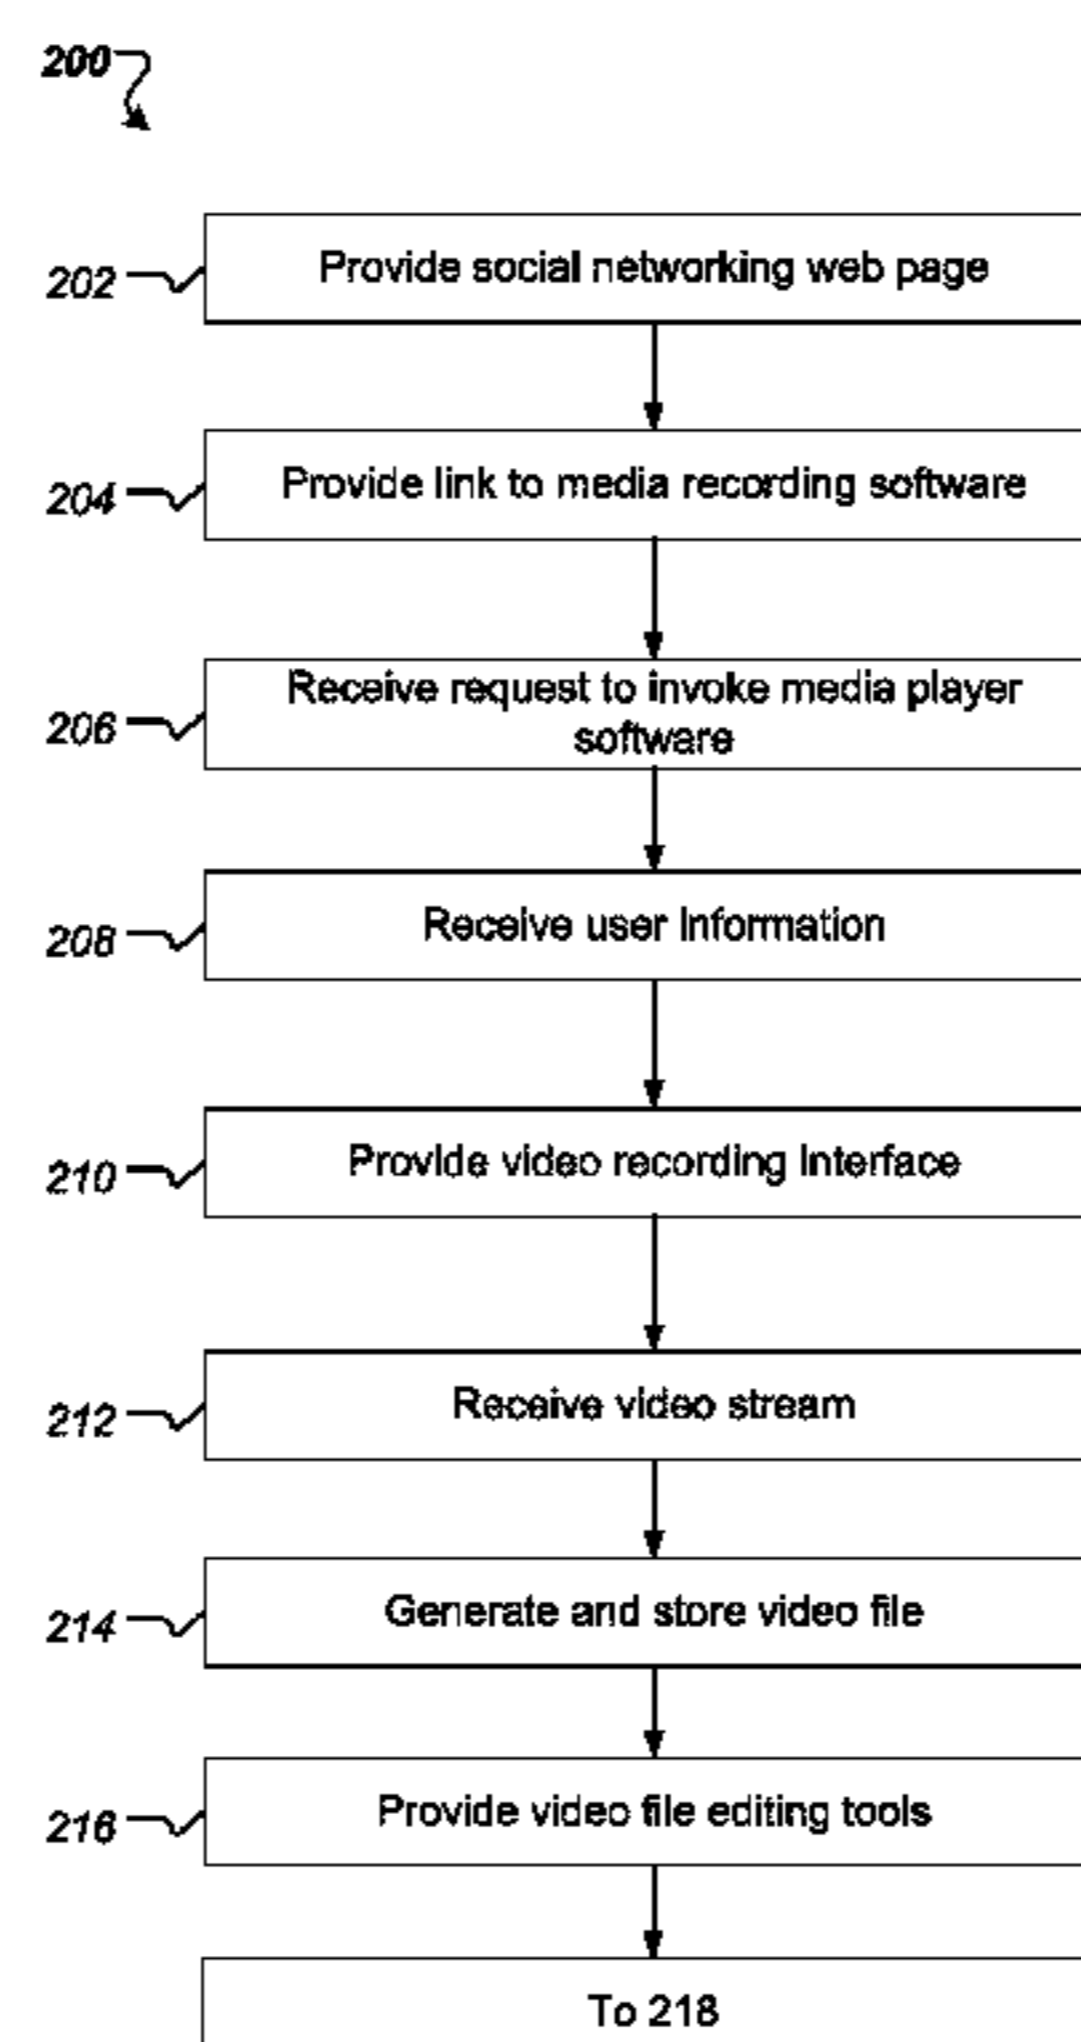 200
202 Provide social networking web page
204 Provide link to media recording software
206 Receive request to invoke media player
software
208 Receive user information
210 Provide video recording interface
212 Receive video stream
214 Generate and store video file
216 Provide video file editing tools
To 218